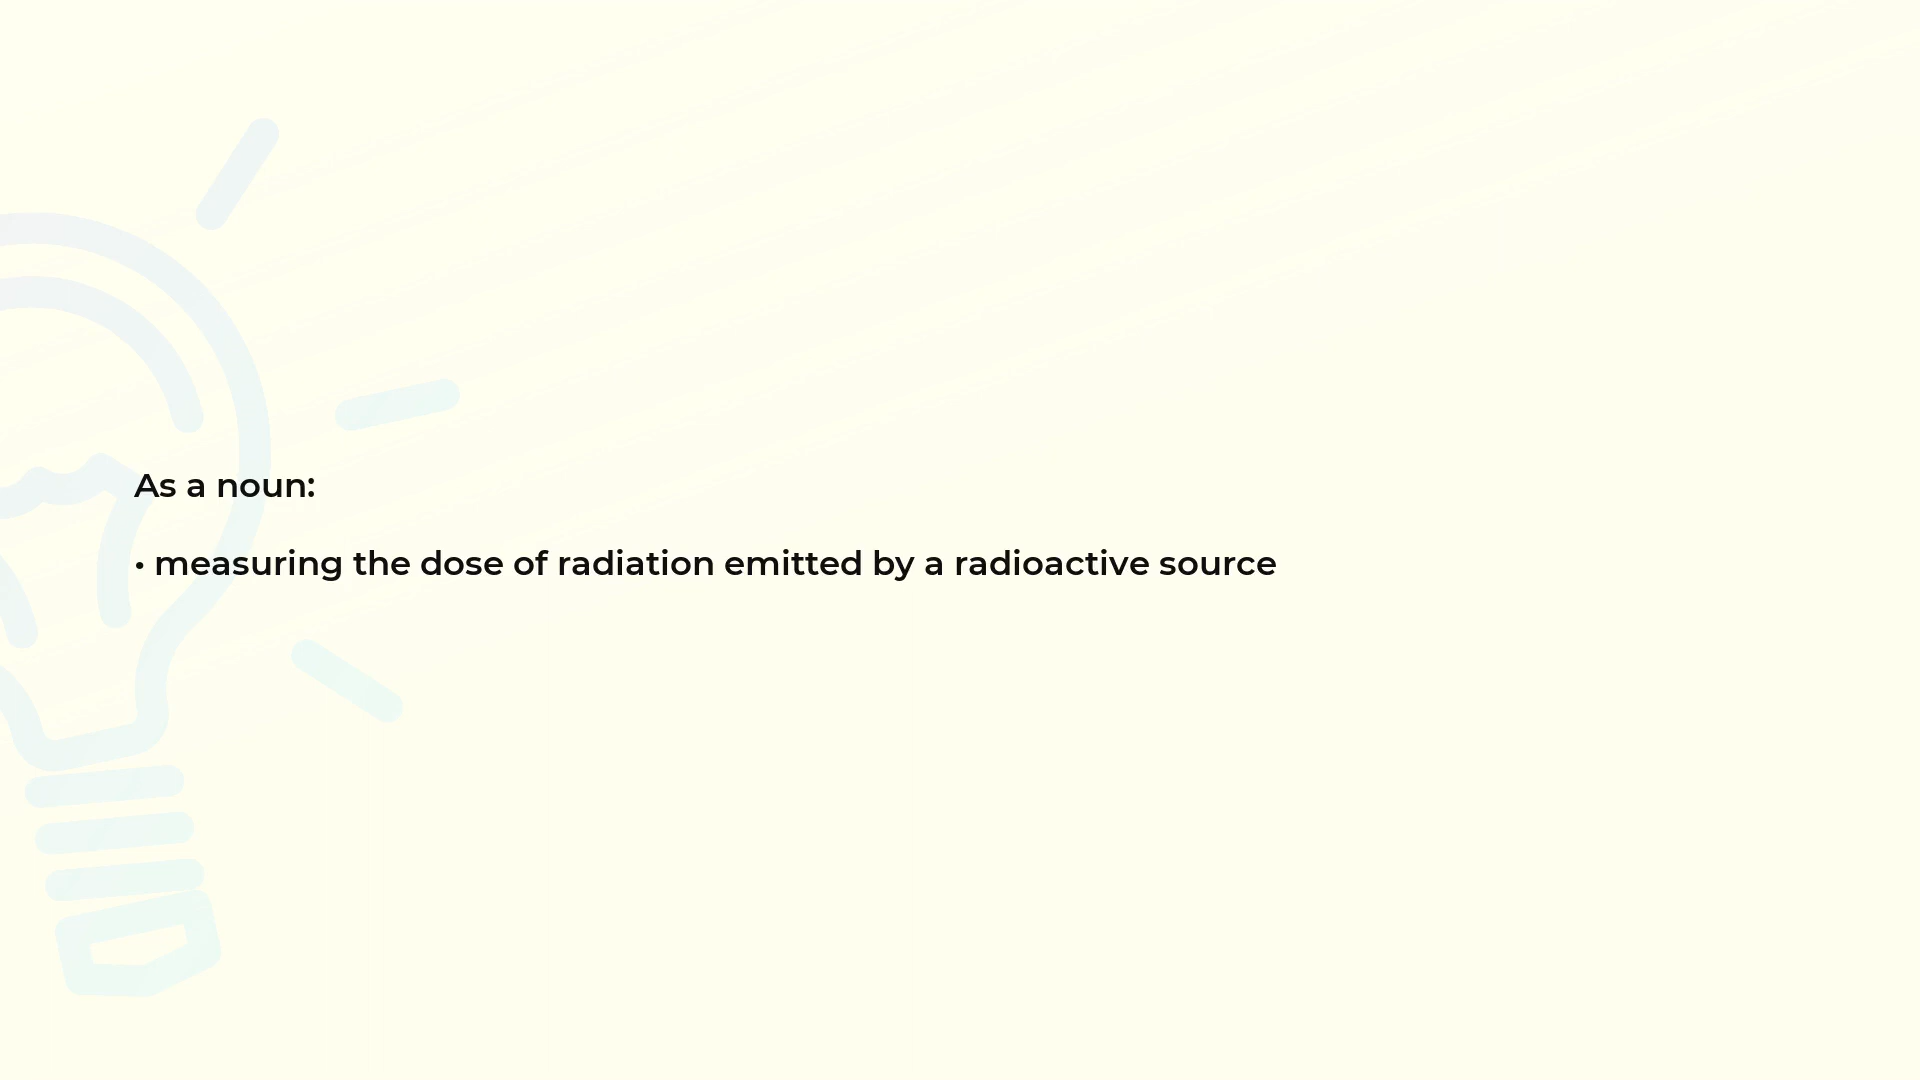 As a noun:
• measuring the dose of radiation emitted by a radioactive source